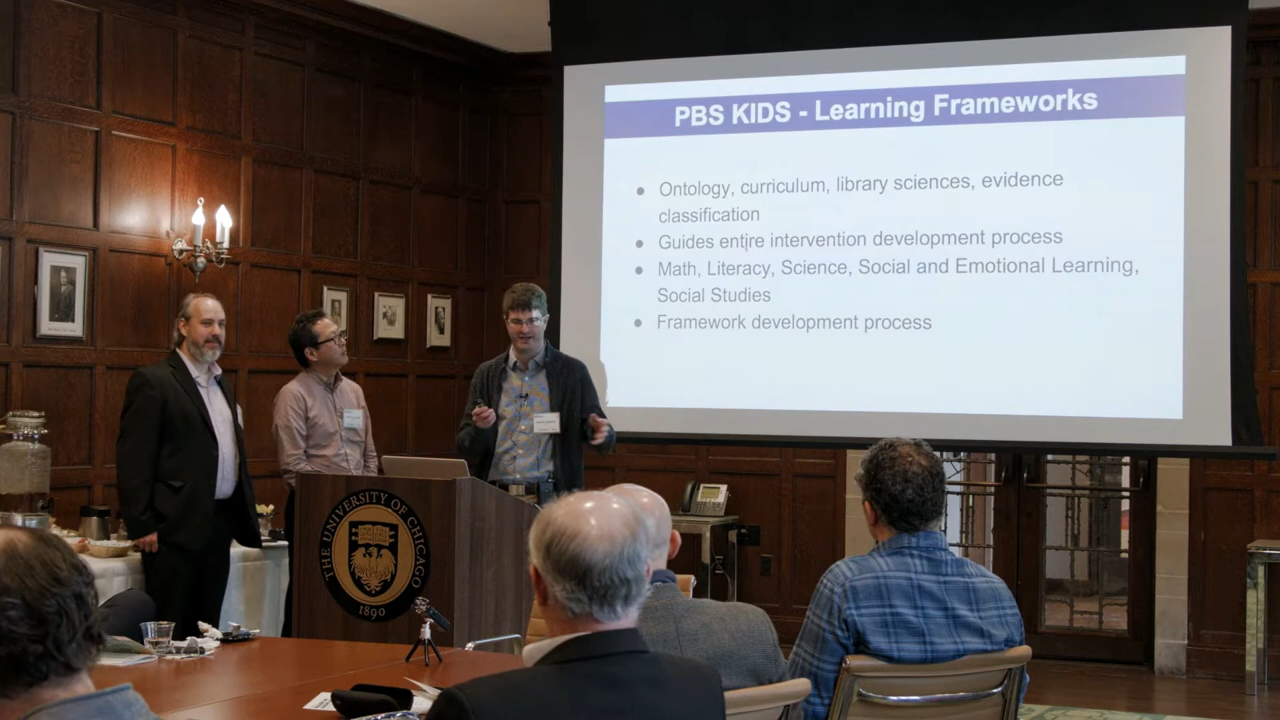 PBS KIDS - Learning Frameworks
● Ontology, curriculum, library sciences, evidence
classification
● Guides entire intervention development process
● Math, Literacy, Science, Social and Emotional Learning,
Social Studies
● Framework development process
THE UNIVERSITY OF CHICAGO
1890